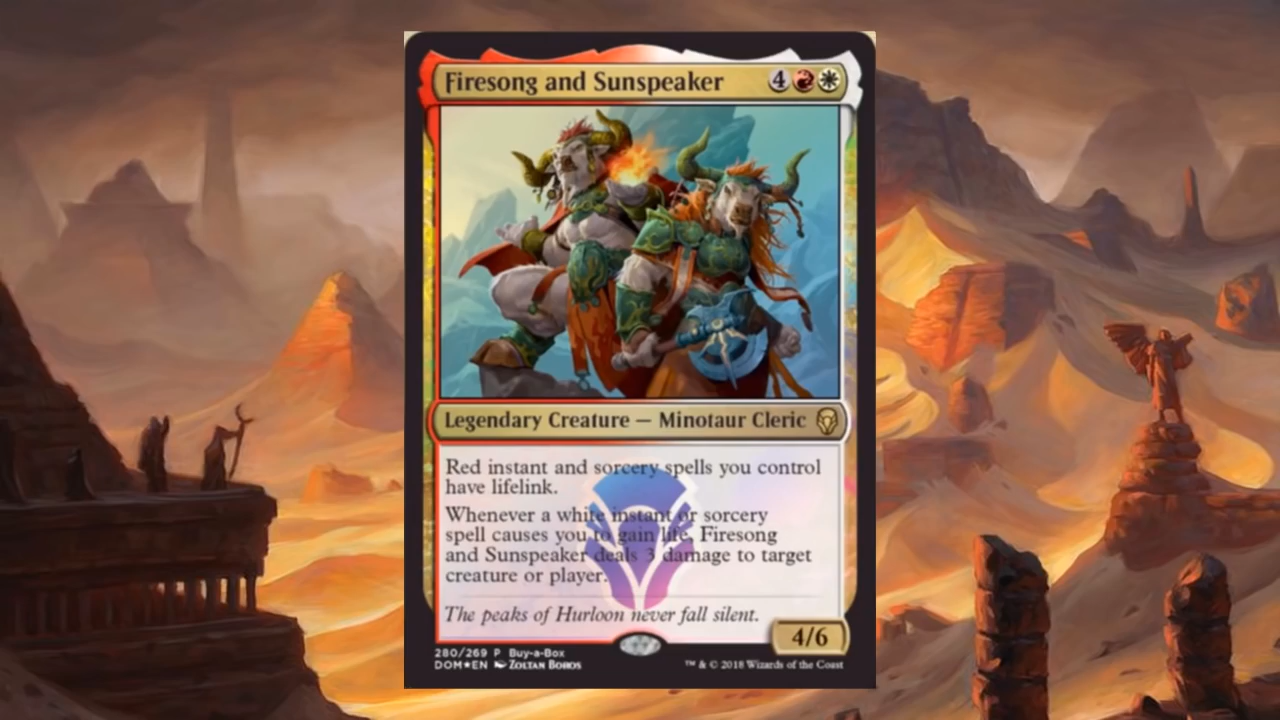 Firesong and Sunspeaker 4
Legendary Creature — Minotaur Cleric
Red instant and sorcery spells you control
have lifelink.
Whenever a white instant or sorcery
spell causes you to gain life, Firesong
and Sunspeaker deals 3 damage to target
creature or player.
The peaks of Hurloon never fall silent.
4/6
280/269 P Buy-a-Box
DOM★EN Zoltan Boros
™ & © 2018 Wizards of the Coast